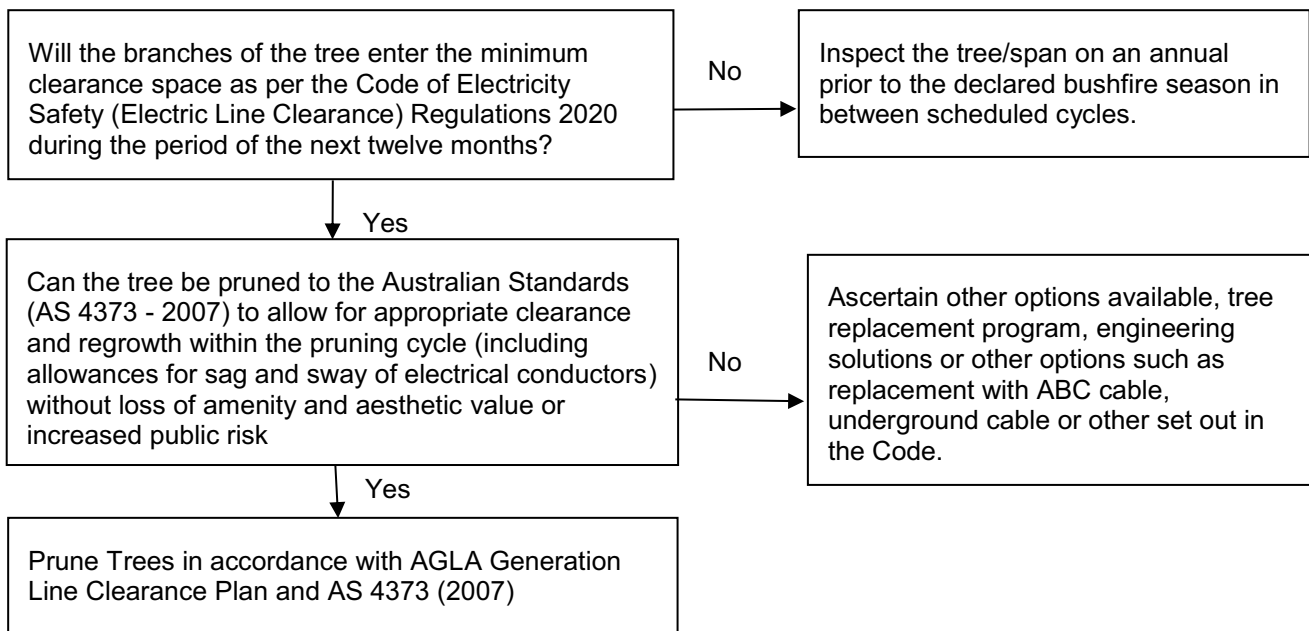 Will the branches of the tree enter the minimum
clearance space as per the Code of Electricity
Safety (Electric Line Clearance) Regulations 2020
during the period of the next twelve months?
No
Inspect the tree/span on an annual
prior to the declared bushfire season in
between scheduled cycles.
Yes
Can the tree be pruned to the Australian Standards
(AS 4373 - 2007) to allow for appropriate clearance
and regrowth within the pruning cycle (including
allowances for sag and sway of electrical conductors)
without loss of amenity and aesthetic value or
increased public risk
No
Ascertain other options available, tree
replacement program, engineering
solutions or other options such as
replacement with ABC cable,
underground cable or other set out in
the Code.
Yes
Prune Trees in accordance with AGLA Generation
Line Clearance Plan and AS 4373 (2007)